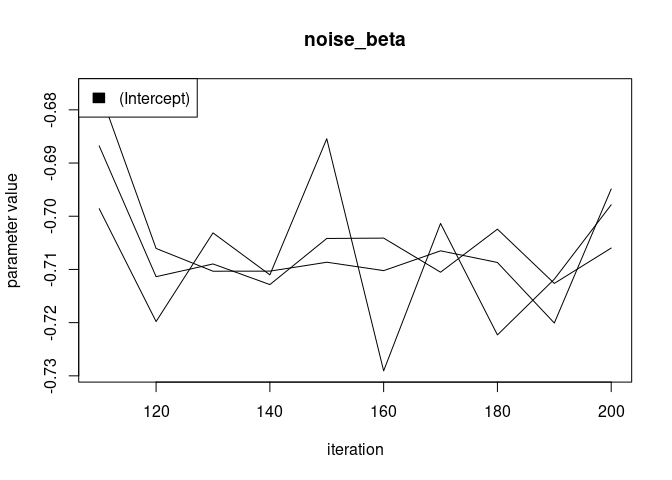 noise_beta
(Intercept)
parameter value
-0.68
-0.69
-0.70
-0.71
-0.72
-0.73
120 140 160 180 200
iteration